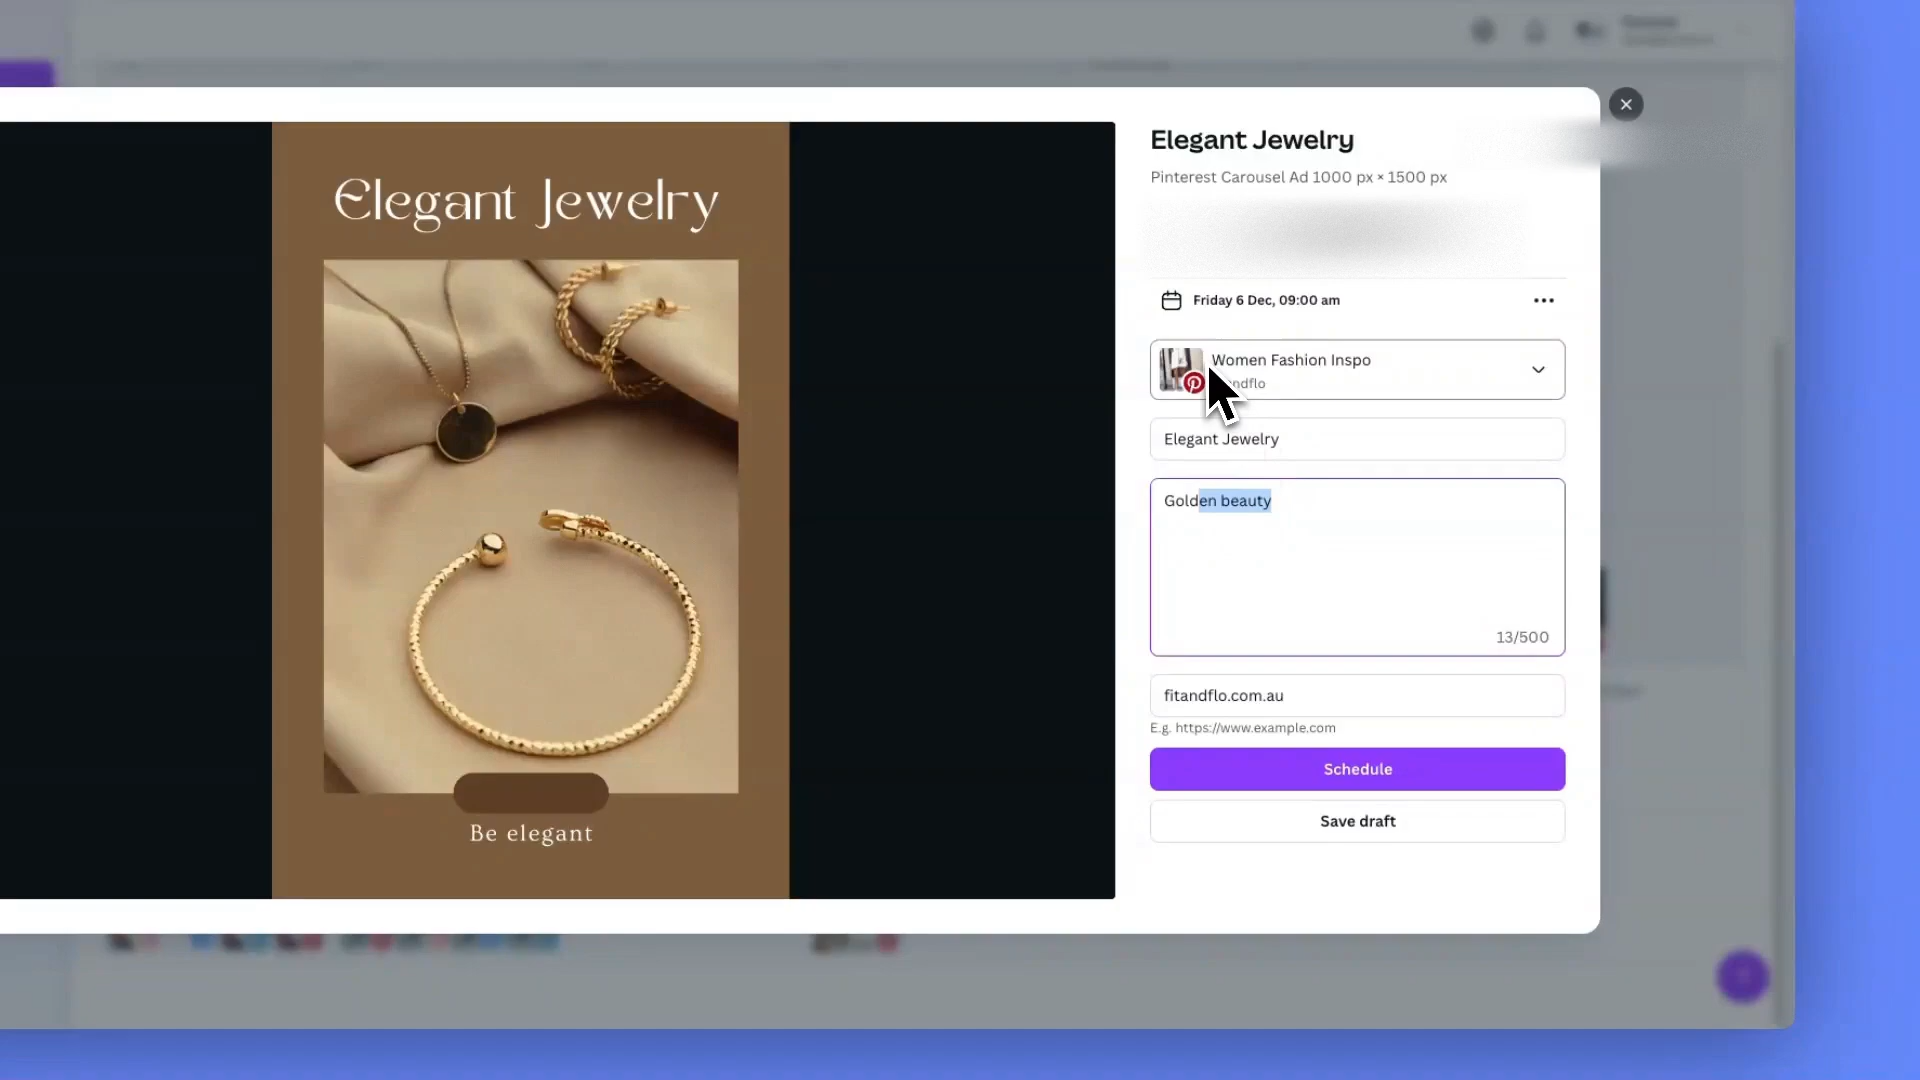 Elegant Jewelry
Be elegant
Elegant Jewelry
Pinterest Carousel Ad 1000 px × 1500 px
Friday 6 Dec, 09:00 am
Women Fashion Inspo
Elegant Jewelry
Golden beauty
13/500
fitandflo.com.au
E.g. https://www.example.com
Schedule
Save draft